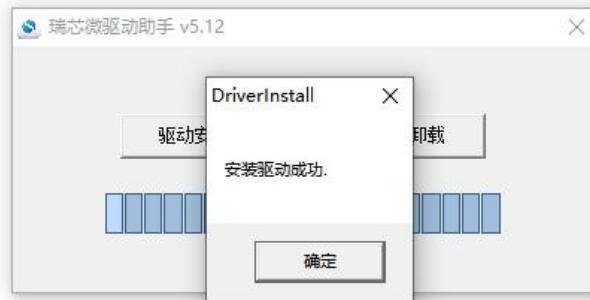 瑞芯微驱动助手 v5.12
DriverInstall
驱动安
卸载
安装驱动成功.
确定